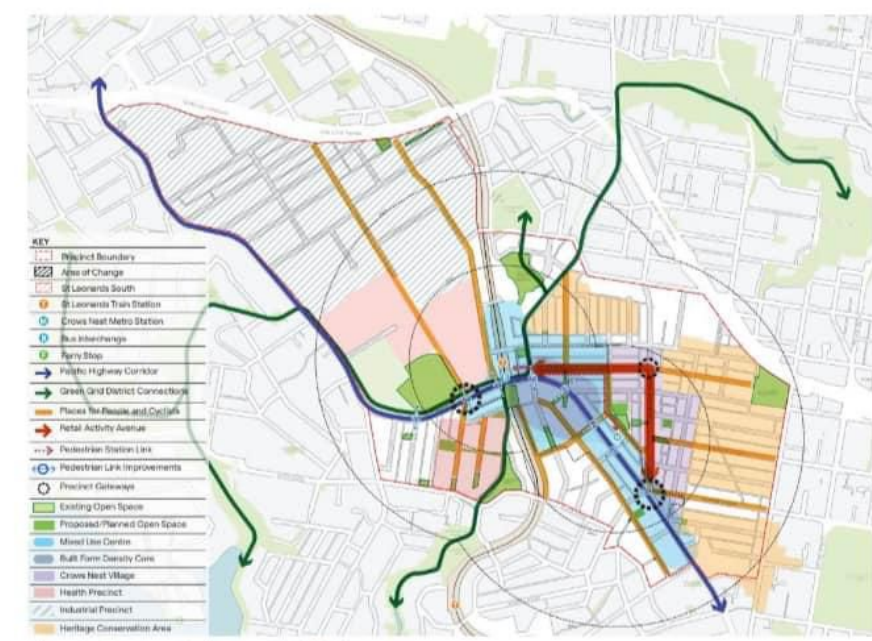 KEY
Precinct Boundary
Area of Change
St Leonards South
St Leonards Train Station
Crows Nest Metro Station
Bus Interchange
Ferry Stop
Pacific Highway Corridor
Green Grid District Connections
Places for People and Cyclists
Retail Activity Avenue
Pedestrian Station Link
Pedestrian Link Improvements
Precinct Gateways
Existing Open Space
Proposed/Planned Open Space
Mixed Use Centre
Built Form Density Core
Crows Nest Village
Health Precinct
Industrial Precinct
Heritage Conservation Area